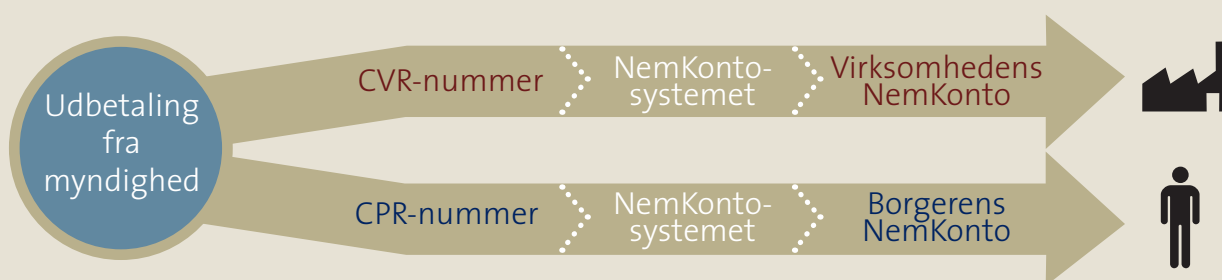 Udbetaling
fra
myndighed
CVR-nummer
NemKonto-
systemet
Virksomhedens
NemKonto
CPR-nummer
NemKonto-
systemet
Borgerens
NemKonto